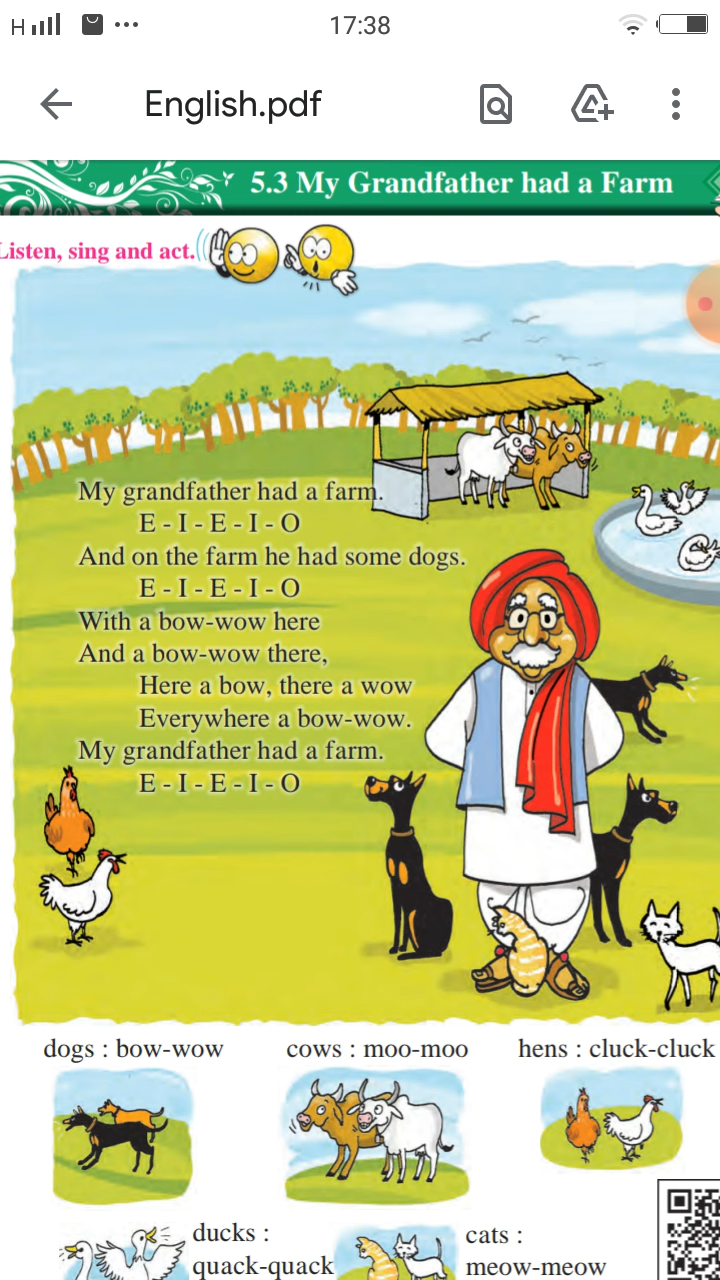 H 17:38
English.pdf
5.3 My Grandfather had a Farm
Listen, sing and act.
My grandfather had a farm.
E - I - E - I - O
And on the farm he had some dogs.
E - I - E - I - O
With a bow-wow here
And a bow-wow there,
Here a bow, there a wow
Everywhere a bow-wow.
My grandfather had a farm.
E - I - E - I - O
dogs : bow-wow
cows : moo-moo
hens : cluck-cluck
ducks :
quack-quack
cats :
meow-meow